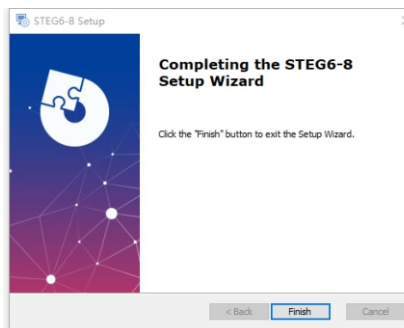 STEG6-8 Setup
Completing the STEG6-8
Setup Wizard
Click the "Finish" button to exit the Setup Wizard.
< Back Finish Cancel